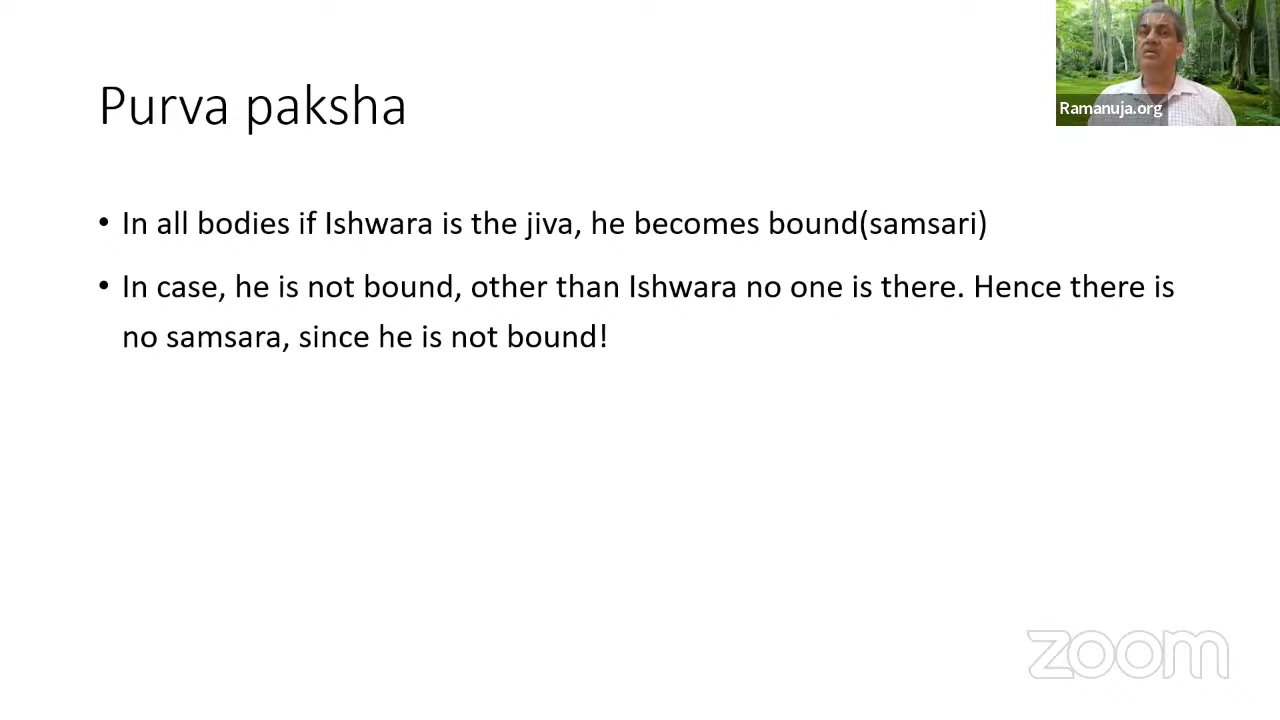 Purva paksha
Ramanuja.org
• In all bodies if Ishwara is the jiva, he becomes bound(samsari)
• In case, he is not bound, other than Ishwara no one is there. Hence there is
no samsara, since he is not bound!
zoom